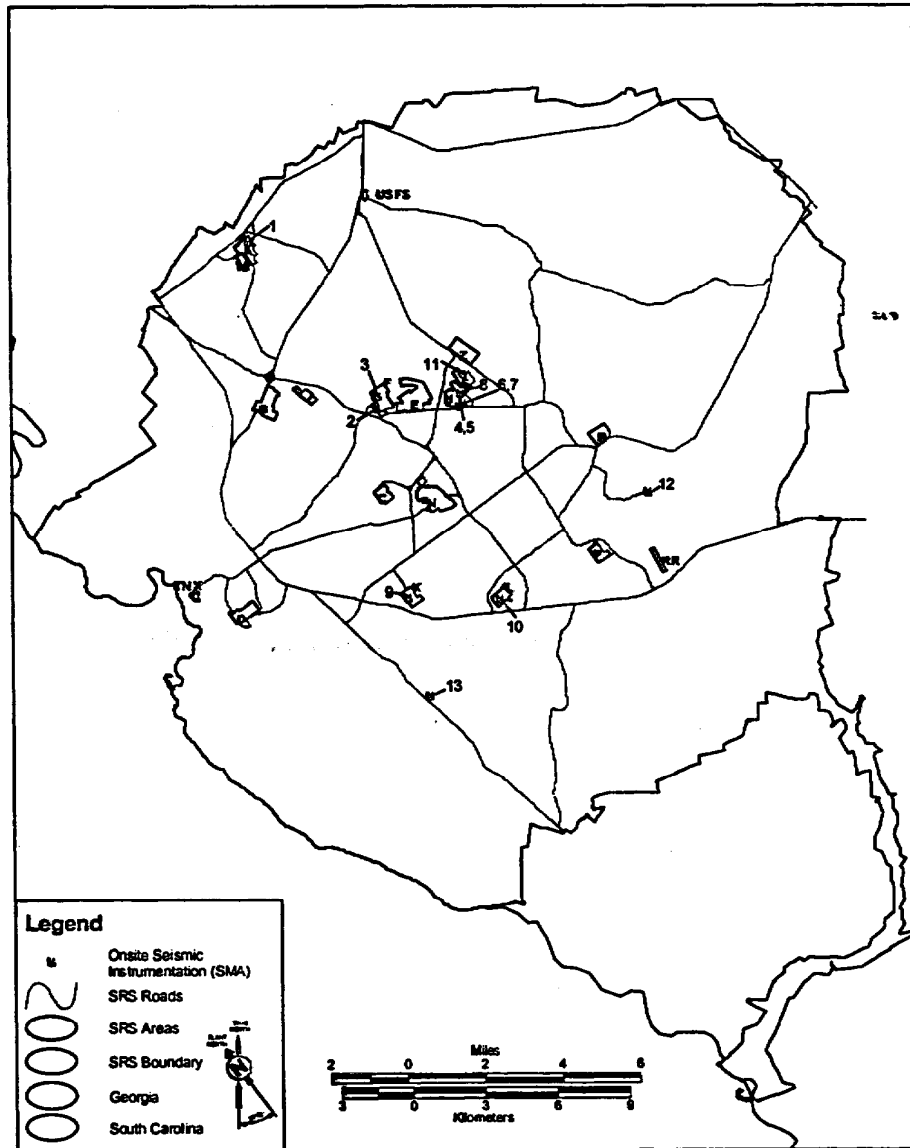 1
USFS
3
11
8
6,7
2
E
4,5
12
TNX
RR
9
K
10
13
Legend
Onsite Seismic
Instrumentation (SMA)
SRS Roads
SRS Areas
SRS Boundary
Georgia
South Carolina
Miles
2 0 2 4 6
3 0 3 6 9
Kilometers